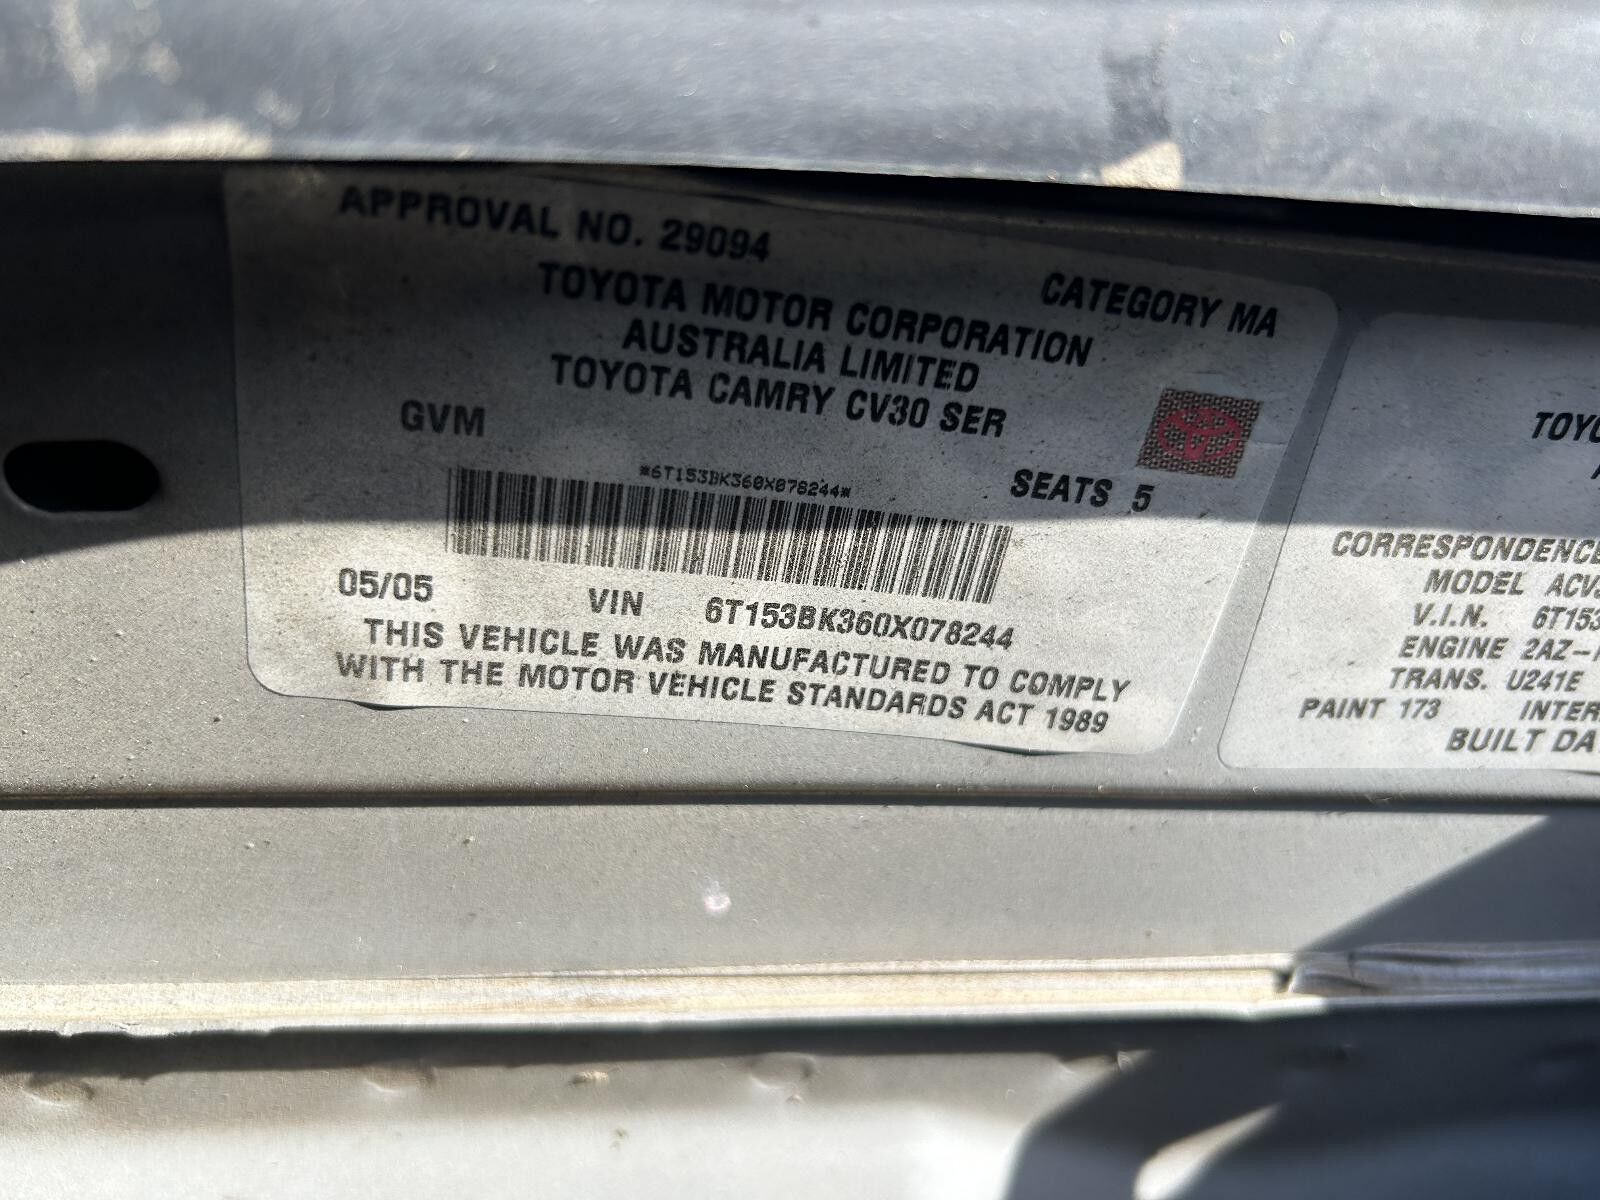 APPROVAL NO. 29094
CATEGORY MA
TOYOTA MOTOR CORPORATION
AUSTRALIA LIMITED
TOYOTA CAMRY CV30 SER
GVM
SEATS 5
*6T153BK360X078244*
05/05 VIN 6T153BK360X078244
THIS VEHICLE WAS MANUFACTURED TO COMPLY
WITH THE MOTOR VEHICLE STANDARDS ACT 1989
CORRESPONDENCE
MODEL
V.I.N.
ENGINE
TRANS. U241E
PAINT 173
BUILT